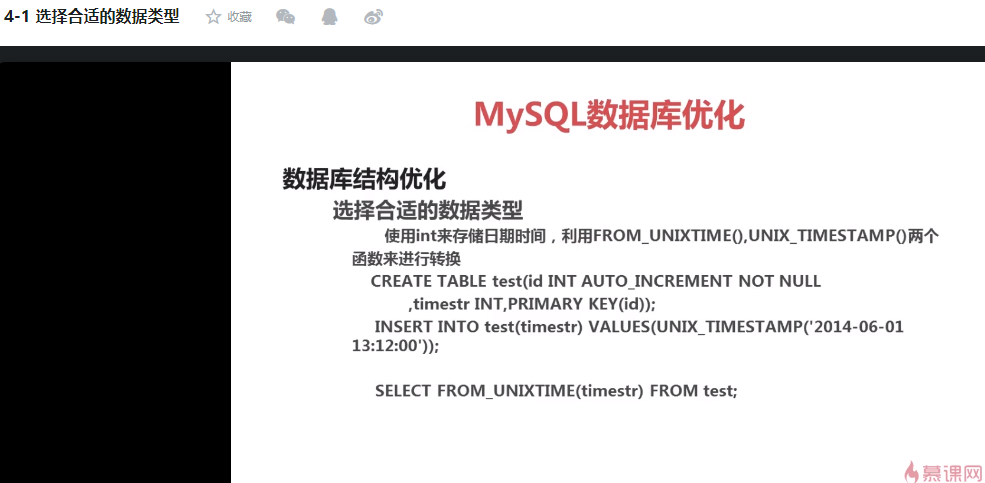 4-1 选择合适的数据类型 收藏
MySQL数据库优化
数据库结构优化
选择合适的数据类型
使用int来存储日期时间，利用FROM_UNIXTIME(),UNIX_TIMESTAMP()两个
函数来进行转换
CREATE TABLE test(id INT AUTO_INCREMENT NOT NULL
,timestr INT,PRIMARY KEY(id));
INSERT INTO test(timestr) VALUES(UNIX_TIMESTAMP('2014-06-01
13:12:00'));
SELECT FROM_UNIXTIME(timestr) FROM test;
慕课网